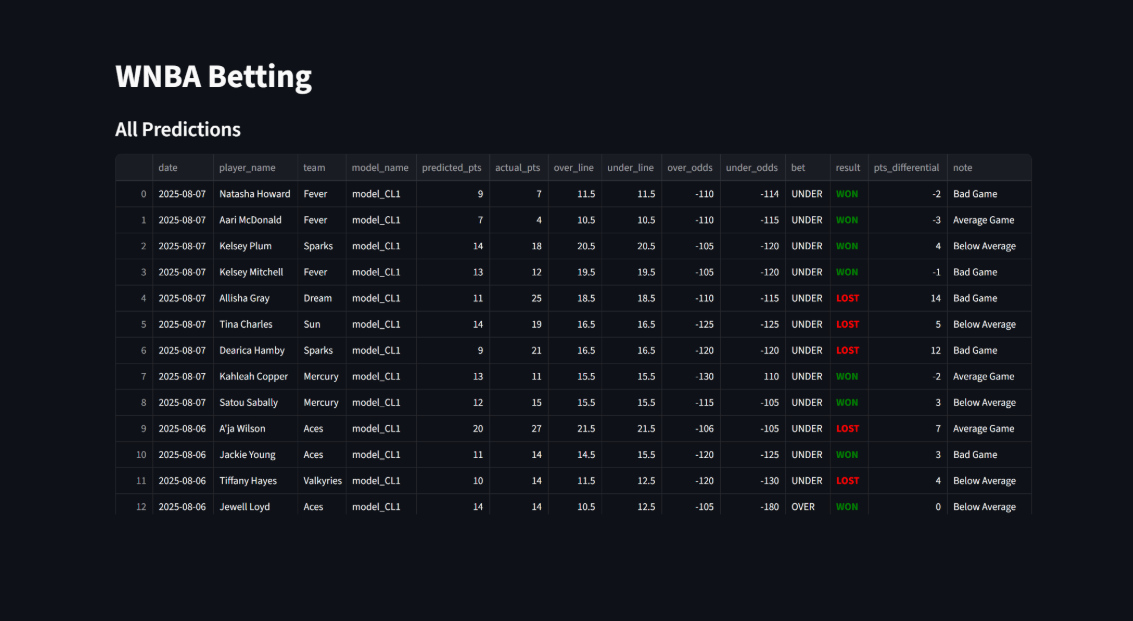 WNBA Betting
All Predictions
date player_name team model_name predicted_pts actual_pts over_line under_line over_odds under_odds bet result pts_differential note
0 2025-08-07 Natasha Howard Fever model_CL1 9 7 11.5 11.5 -110 -114 UNDER WON -2 Bad Game
1 2025-08-07 Aari McDonald Fever model_CL1 7 4 10.5 10.5 -110 -115 UNDER WON -3 Average Game
2 2025-08-07 Kelsey Plum Sparks model_CL1 14 18 20.5 20.5 -105 -120 UNDER WON 4 Below Average
3 2025-08-07 Kelsey Mitchell Fever model_CL1 13 12 19.5 19.5 -105 -120 UNDER WON -1 Bad Game
4 2025-08-07 Allisha Gray Dream model_CL1 11 25 18.5 18.5 -110 -115 UNDER LOST 14 Bad Game
5 2025-08-07 Tina Charles Sun model_CL1 14 19 16.5 16.5 -125 -125 UNDER LOST 5 Below Average
6 2025-08-07 Dearica Hamby Sparks model_CL1 9 21 16.5 16.5 -120 -120 UNDER LOST 12 Bad Game
7 2025-08-07 Kahleah Copper Mercury model_CL1 13 11 15.5 15.5 -130 110 UNDER WON -2 Average Game
8 2025-08-07 Satou Sabally Mercury model_CL1 12 15 15.5 15.5 -115 -105 UNDER WON 3 Below Average
9 2025-08-06 A'ja Wilson Aces model_CL1 20 27 21.5 21.5 -106 -105 UNDER LOST 7 Average Game
10 2025-08-06 Jackie Young Aces model_CL1 11 14 14.5 15.5 -120 -125 UNDER WON 3 Bad Game
11 2025-08-06 Tiffany Hayes Valkyries model_CL1 10 14 11.5 12.5 -120 -130 UNDER LOST 4 Below Average
12 2025-08-06 Jewell Loyd Aces model_CL1 14 14 10.5 12.5 -105 -180 OVER WON 0 Below Average